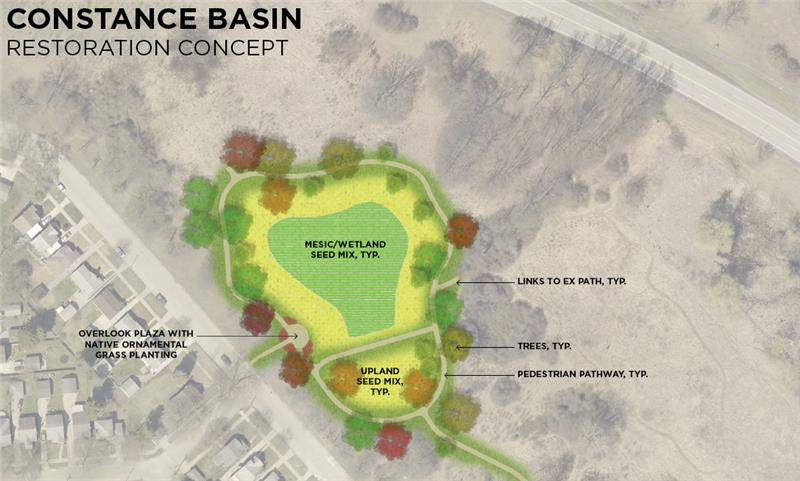 CONSTANCE BASIN
RESTORATION CONCEPT
MESIC/WETLAND
SEED MIX, TYP.
LINKS TO EX PATH, TYP.
OVERLOOK PLAZA WITH
NATIVE ORNAMENTAL
GRASS PLANTING
TREES, TYP.
UPLAND
SEED MIX,
TYP.
PEDESTRIAN PATHWAY, TYP.